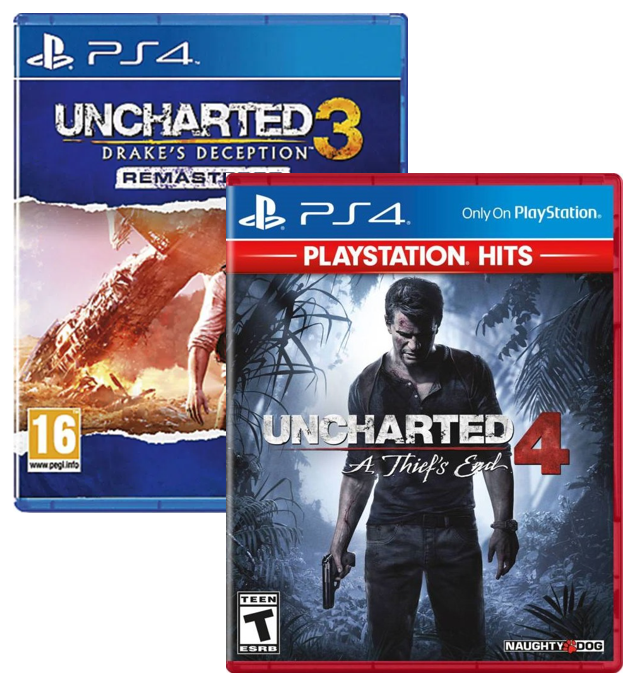 PS4
UNCHARTED 3
DRAKE'S DECEPTION™
16
www.pegi.info
PS4
Only On PlayStation®
PLAYSTATION® HITS
UNCHARTED 4
A Thief's End
TEEN
T
ESRB
NAUGHTY DOG